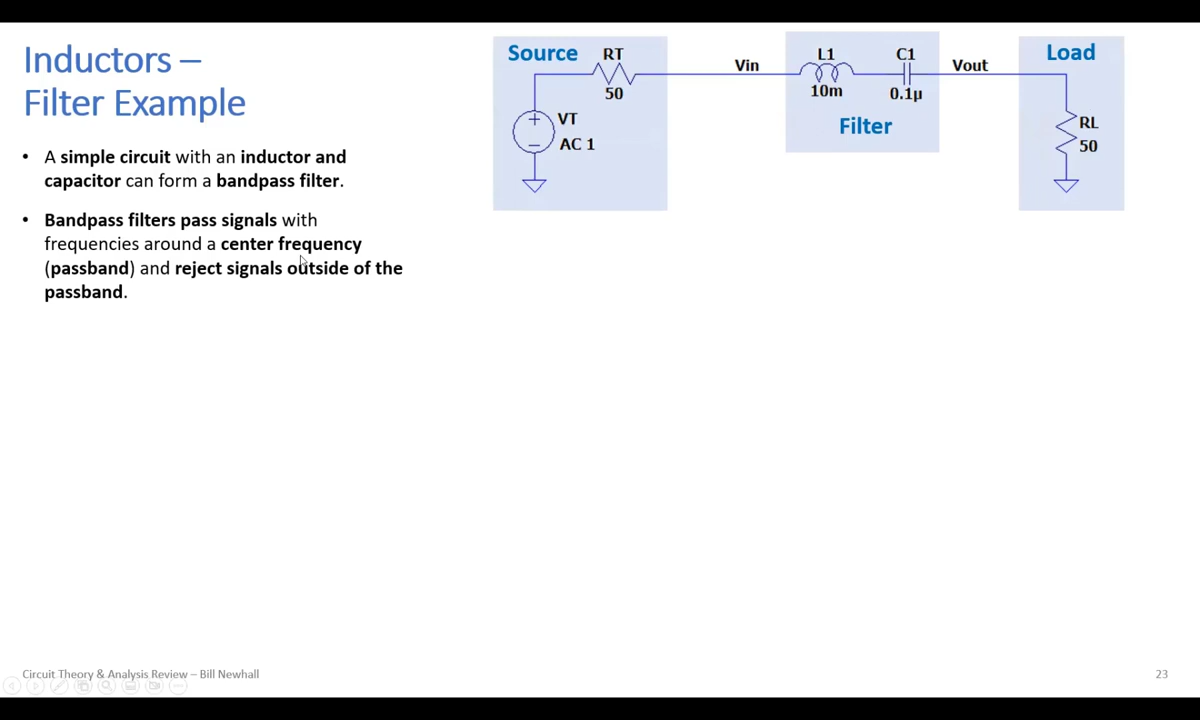 Inductors –
Filter Example
• A simple circuit with an inductor and
capacitor can form a bandpass filter.
• Bandpass filters pass signals with
frequencies around a center frequency
(passband) and reject signals outside of the
passband.
Source
RT
50
VT
AC 1
Vin
L1
10m
C1
0.1µ
Filter
Vout
Load
RL
50
Circuit Theory & Analysis Review – Bill Newhall
23